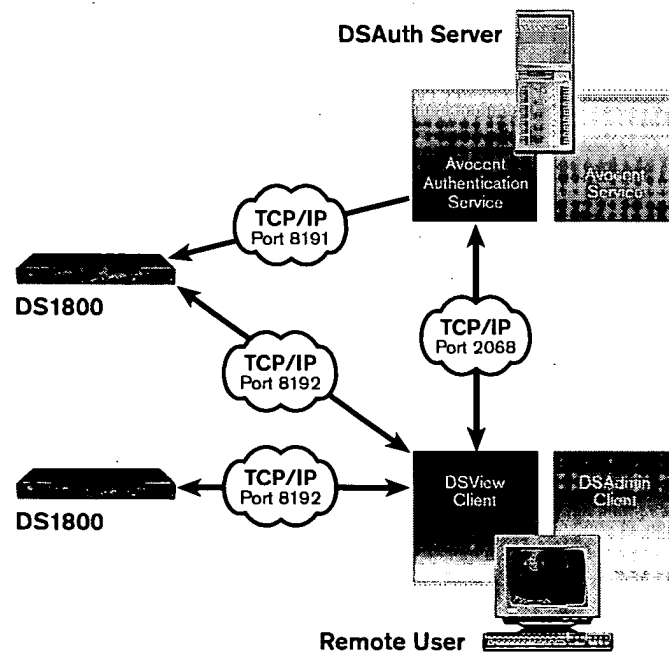 DSAuth Server
Avocent
Authentication
Service
Avocent
Service
TCP/IP
Port 8191
DS1800
TCP/IP
Port 2068
TCP/IP
Port 8192
TCP/IP
Port 8192
DS1800
DSView
Client
DSAdmin
Client
Remote User